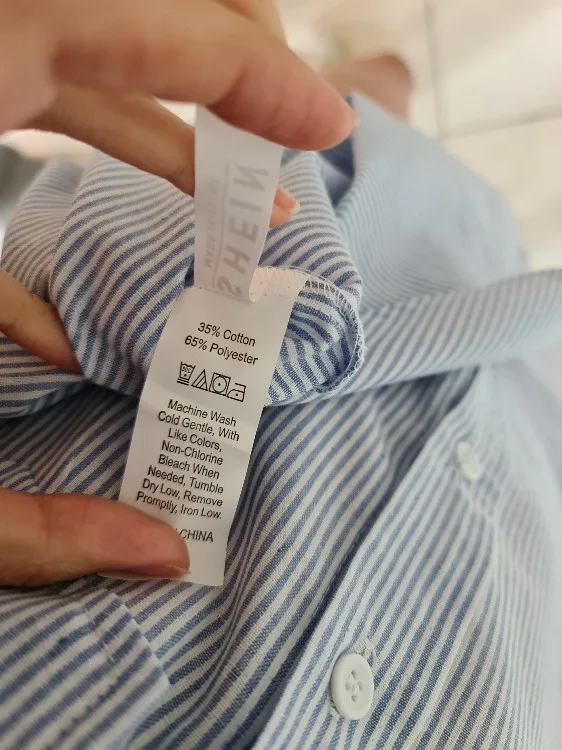 SHEIN
35% Cotton
65% Polyester
Machine Wash
Cold Gentle, With
Like Colors,
Non-Chlorine
Bleach When
Needed, Tumble
Dry Low, Remove
Promptly, Iron Low.
CHINA